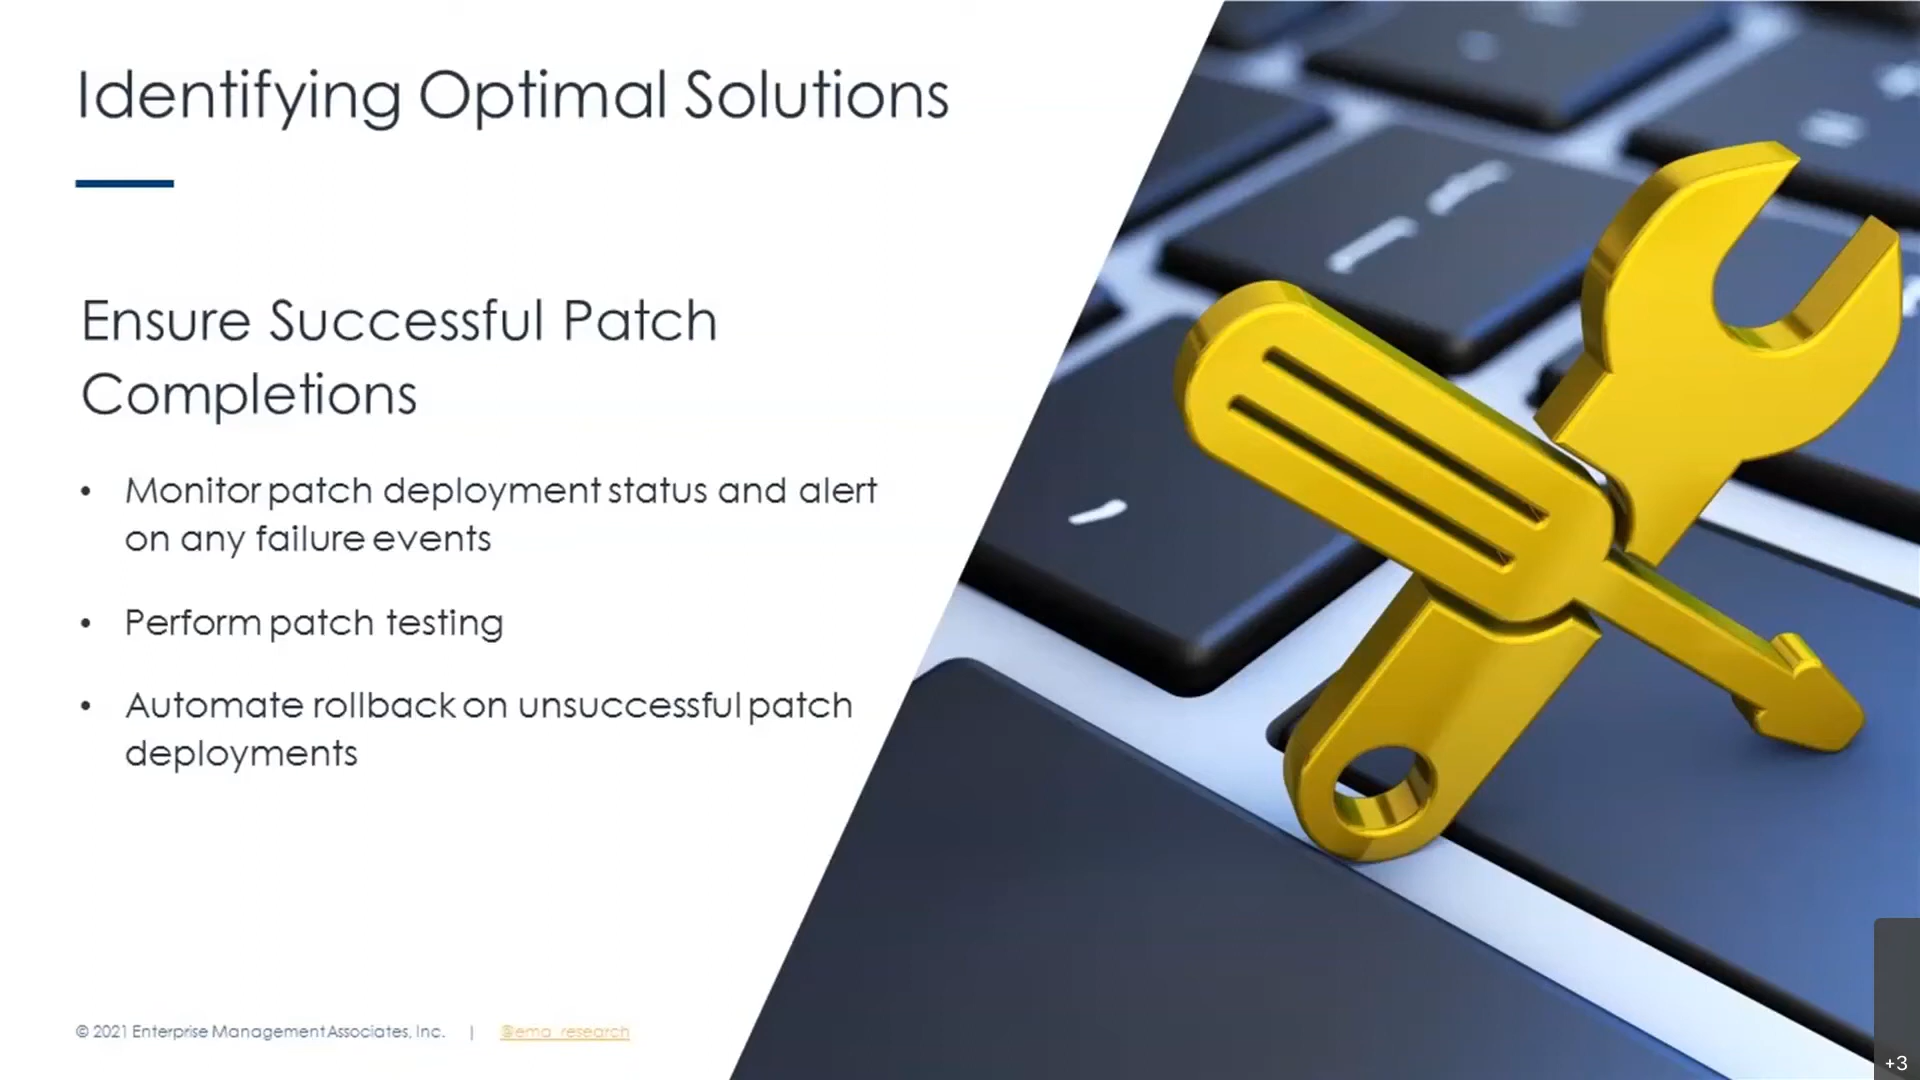 Identifying Optimal Solutions
Ensure Successful Patch
Completions
• Monitor patch deployment status and alert
on any failure events
• Perform patch testing
• Automate rollback on unsuccessful patch
deployments
© 2021 Enterprise Management Associates, Inc. | @ema_research
+3